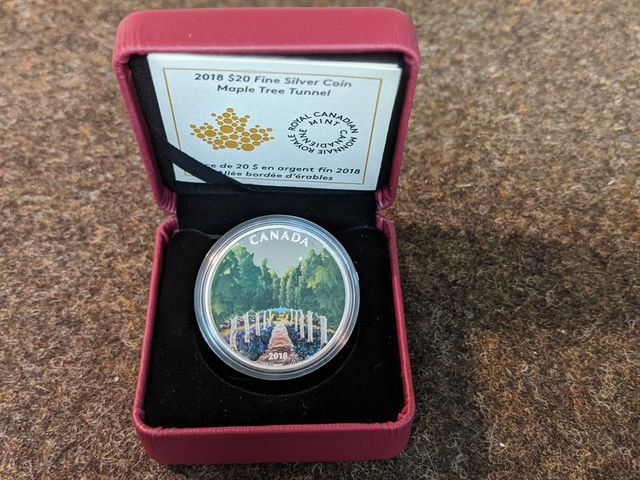 2018 $20 Fine Silver Coin
Maple Tree Tunnel
ROYAL CANADIAN MINT
MONNAIE ROYALE CANADIENNE
de 20 $ en argent fin 2018
Allée bordée d'érables
CANADA
2018